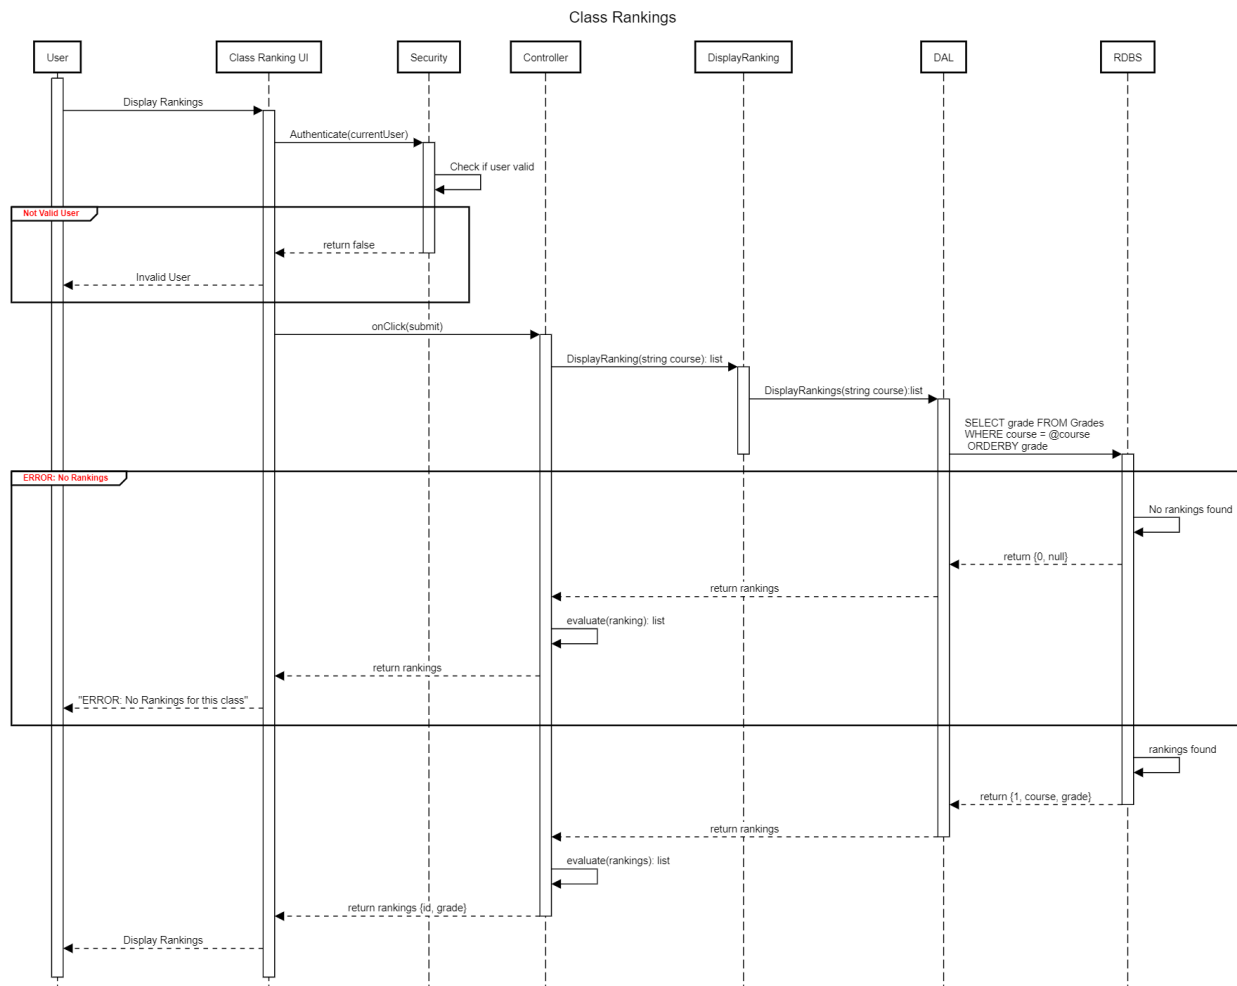 Class Rankings
User
Class Ranking UI
Security
Controller
DisplayRanking
DAL
RDBS
Display Rankings
Authenticate(currentUser)
Check if user valid
Not Valid User
return false
Invalid User
onClick(submit)
DisplayRanking(string course): list
DisplayRankings(string course):list
SELECT grade FROM Grades
WHERE course = @course
ORDERBY grade
ERROR: No Rankings
No rankings found
return {0, null}
return rankings
evaluate(ranking): list
return rankings
"ERROR: No Rankings for this class"
rankings found
return {1, course, grade}
return rankings
evaluate(rankings): list
return rankings {id, grade}
Display Rankings